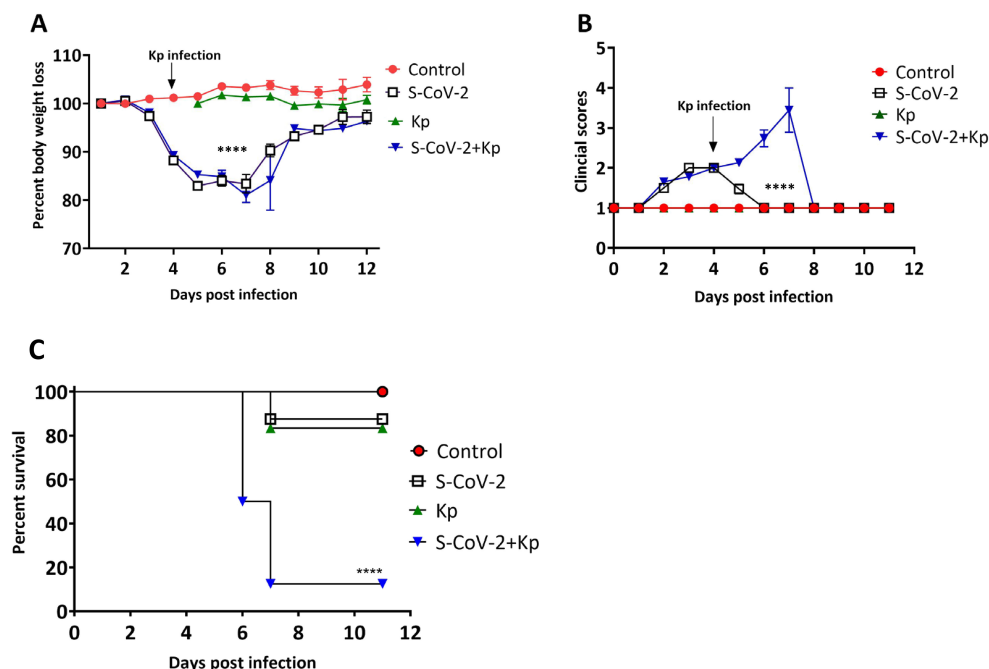 A
Kp infection
Percent body weight loss
110
100
90
80
70
2 4 6 8 10 12
Days post infection
****
Control
S-CoV-2
Kp
S-CoV-2+Kp
B
Kp infection
Clincial scores
5
4
3
2
1
0
0 2 4 6 8 10 12
Days post infection
****
Control
S-CoV-2
Kp
S-CoV-2+Kp
C
Percent survival
100
80
60
40
20
0
0 2 4 6 8 10 12
Days post infection
****
Control
S-CoV-2
Kp
S-CoV-2+Kp